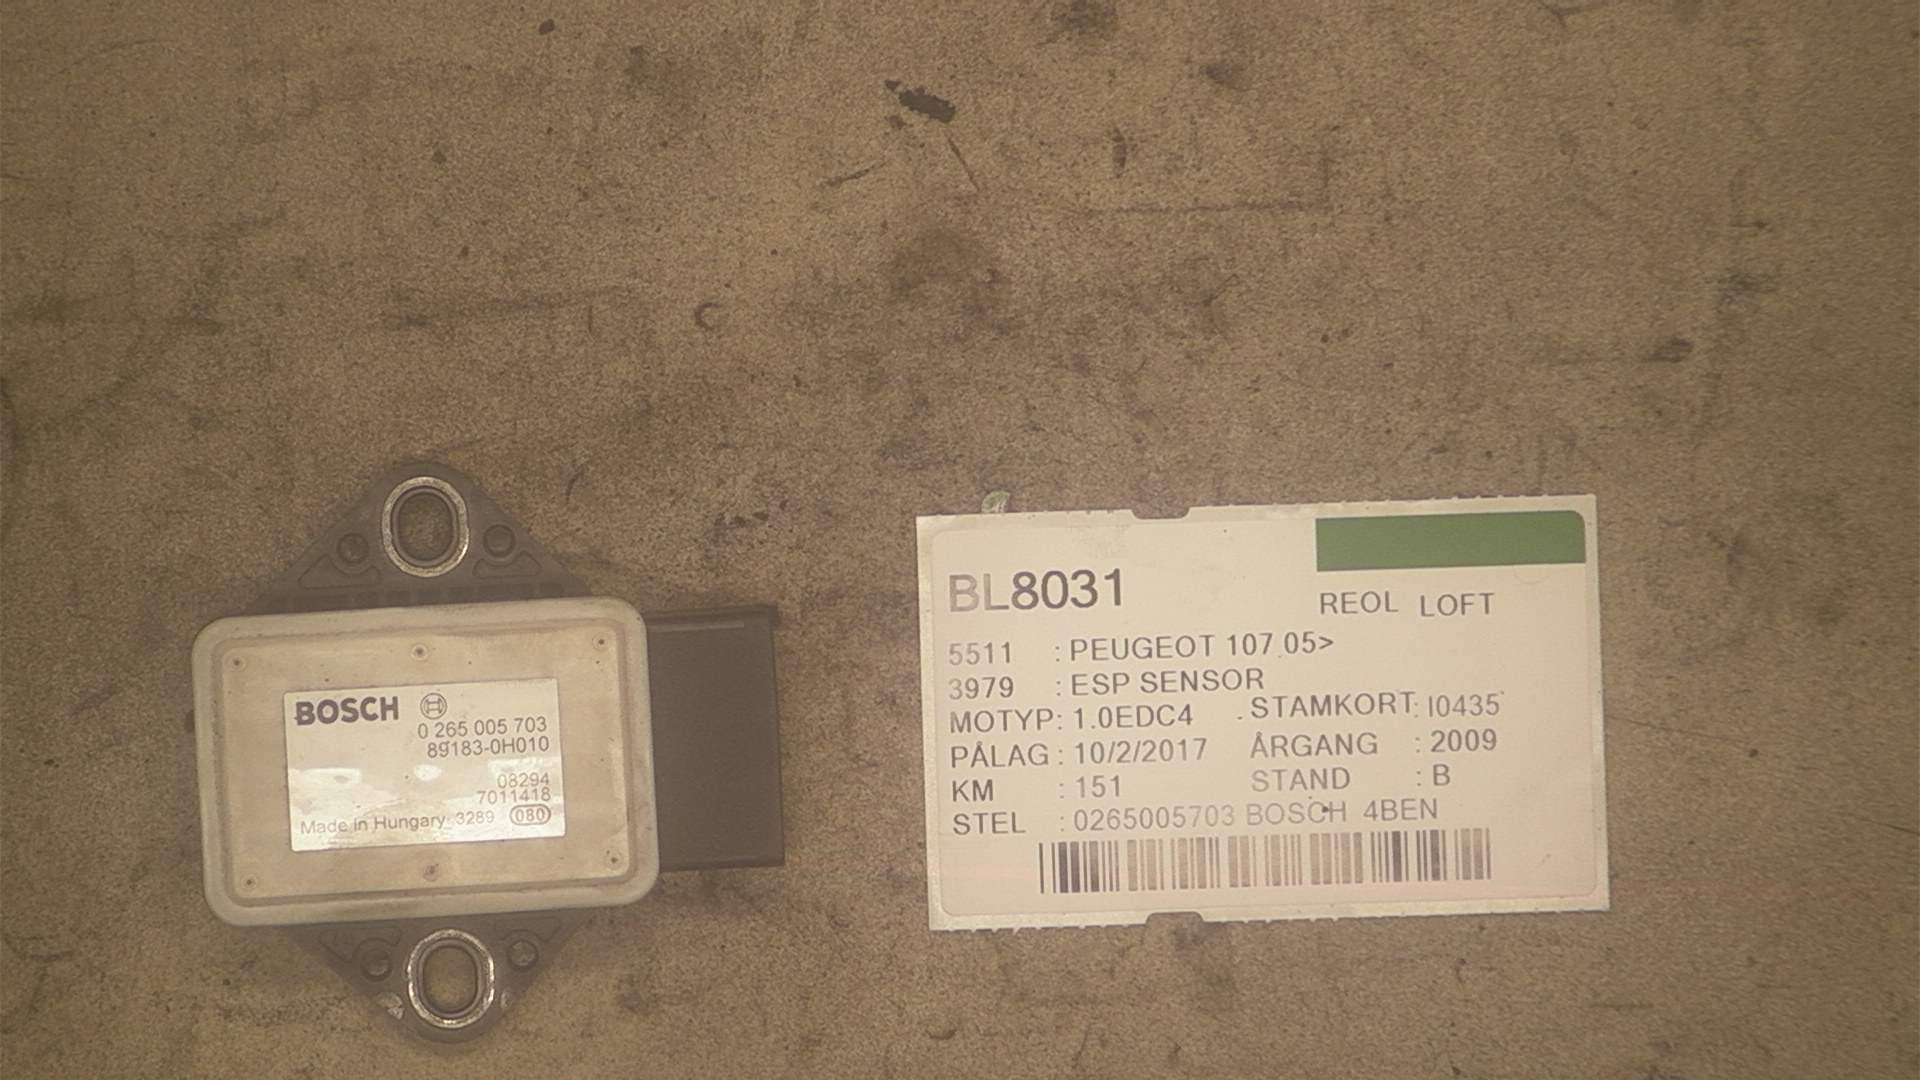 BOSCH
0 265 005 703
89183-0H010
08294
7011418
Made in Hungary 3289 080
BL8031
REOL LOFT
5511 : PEUGEOT 107 05>
3979 : ESP SENSOR
MOTYP: 1.0EDC4 STAMKORT: I0435
PÅLAG : 10/2/2017 ÅRGANG : 2009
KM : 151 STAND : B
STEL : 0265005703 BOSCH 4BEN